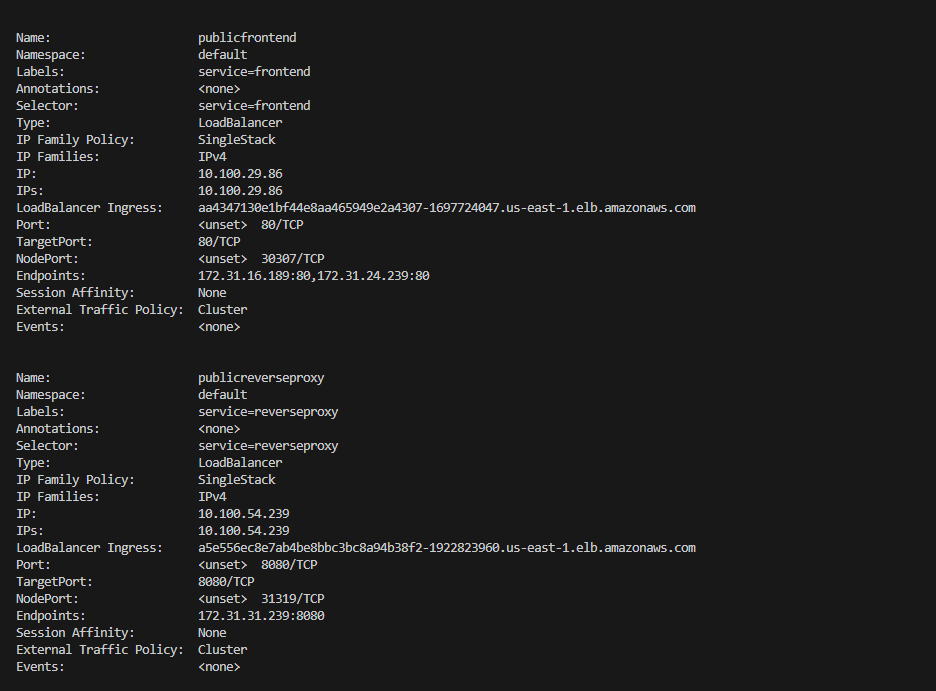 Name: publicfrontend
Namespace: default
Labels: service=frontend
Annotations: <none>
Selector: service=frontend
Type: LoadBalancer
IP Family Policy: SingleStack
IP Families: IPv4
IP: 10.100.29.86
IPs: 10.100.29.86
LoadBalancer Ingress: aa4347130e1bf44e8aa465949e2a4307-1697724047.us-east-1.elb.amazonaws.com
Port: <unset> 80/TCP
TargetPort: 80/TCP
NodePort: <unset> 30307/TCP
Endpoints: 172.31.16.189:80,172.31.24.239:80
Session Affinity: None
External Traffic Policy: Cluster
Events: <none>
Name: publicreverseproxy
Namespace: default
Labels: service=reverseproxy
Annotations: <none>
Selector: service=reverseproxy
Type: LoadBalancer
IP Family Policy: SingleStack
IP Families: IPv4
IP: 10.100.54.239
IPs: 10.100.54.239
LoadBalancer Ingress: a5e556ec8e7ab4be8bbc3bc8a94b38f2-1922823960.us-east-1.elb.amazonaws.com
Port: <unset> 8080/TCP
TargetPort: 8080/TCP
NodePort: <unset> 31319/TCP
Endpoints: 172.31.31.239:8080
Session Affinity: None
External Traffic Policy: Cluster
Events: <none>